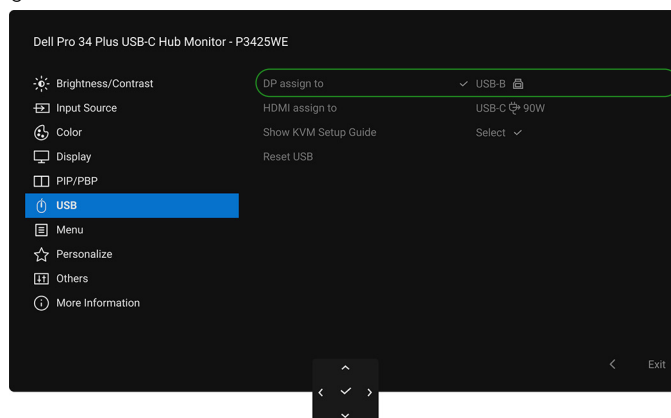 Dell Pro 34 Plus USB-C Hub Monitor - P3425WE
Brightness/Contrast
Input Source
Color
Display
PIP/PBP
USB
Menu
Personalize
Others
More Information
DP assign to ✓ USB-B
HDMI assign to USB-C 90W
Show KVM Setup Guide Select ✓
Reset USB
Exit